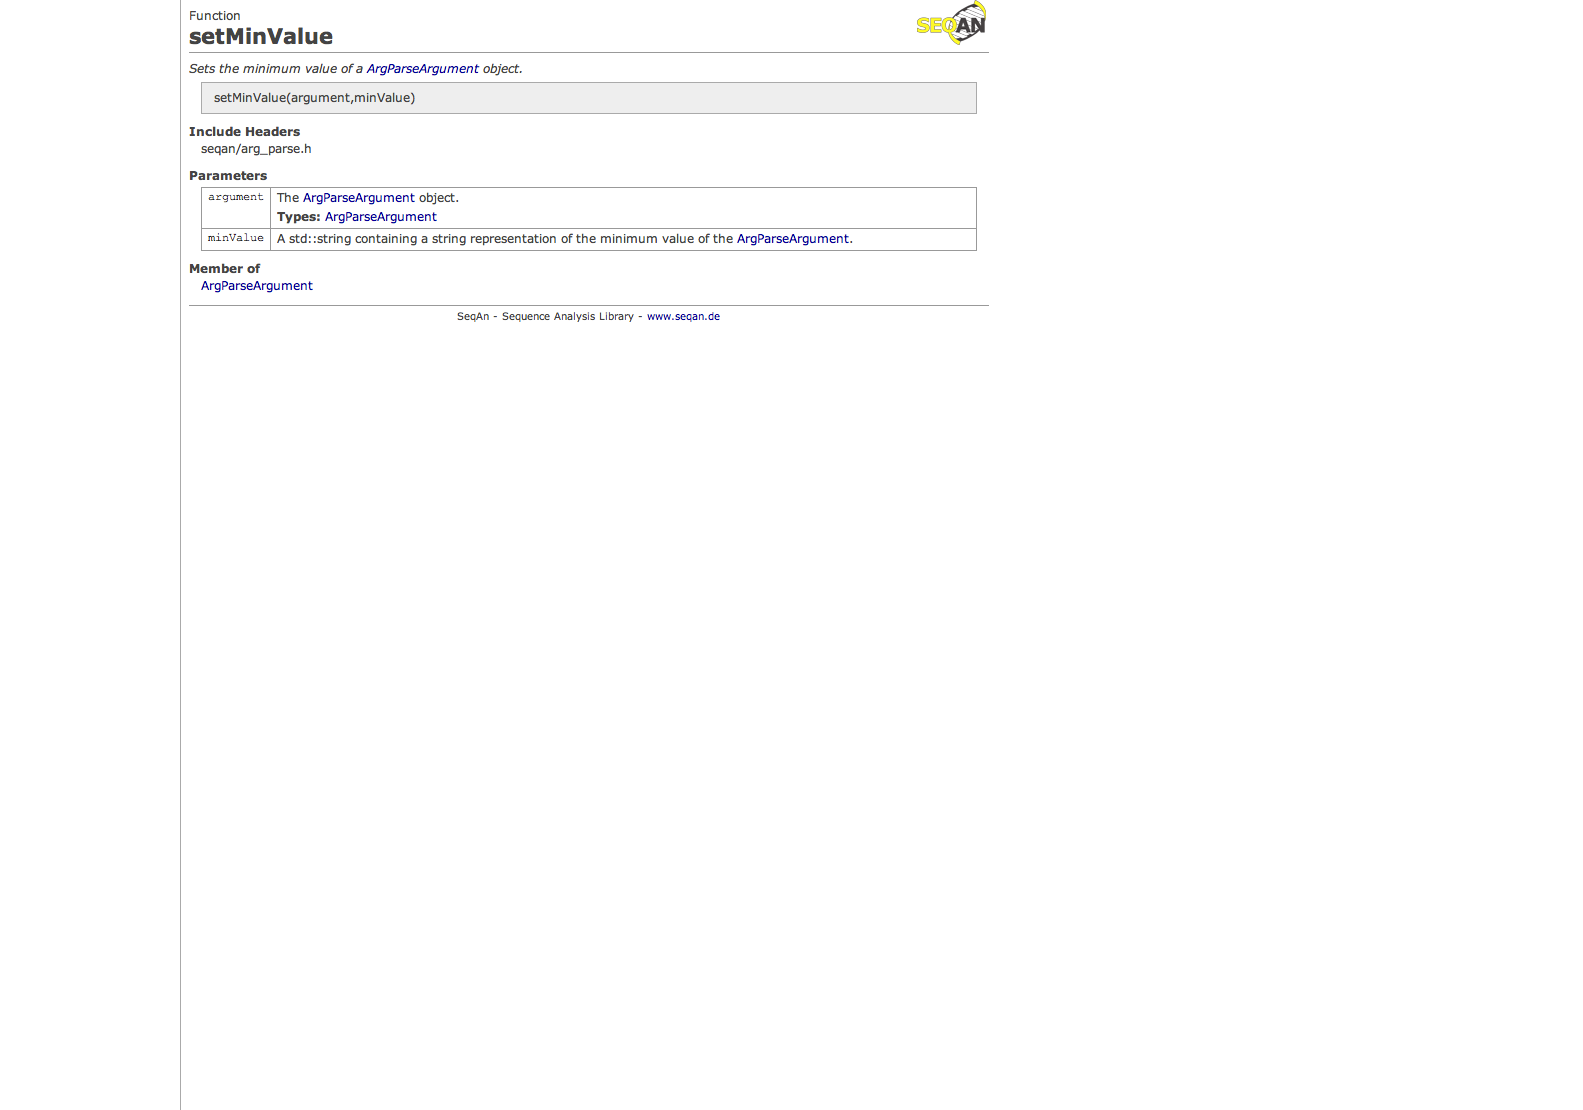 Function
setMinValue
SEQAN
Sets the minimum value of a ArgParseArgument object.
setMinValue(argument,minValue)
Include Headers
seqan/arg_parse.h
Parameters
argument The ArgParseArgument object.
Types: ArgParseArgument
minValue A std::string containing a string representation of the minimum value of the ArgParseArgument.
Member of
ArgParseArgument
SeqAn - Sequence Analysis Library - www.seqan.de